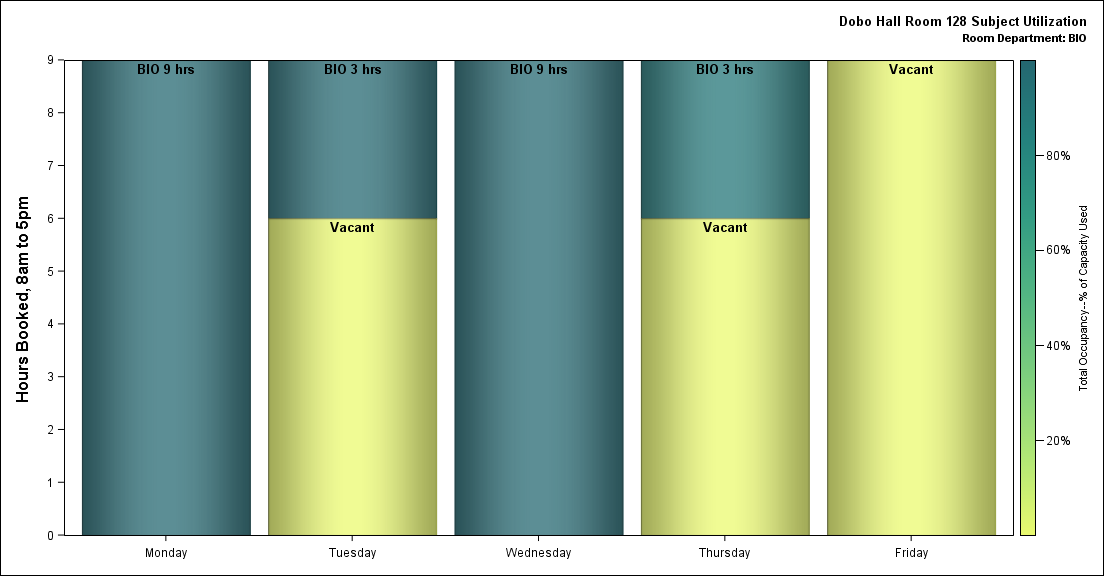 Dobo Hall Room 128 Subject Utilization
Room Department: BIO
Hours Booked, 8am to 5pm
9
8
7
6
5
4
3
2
1
0
BIO 9 hrs
BIO 3 hrs
BIO 9 hrs
BIO 3 hrs
Vacant
Vacant
Vacant
Monday
Tuesday
Wednesday
Thursday
Friday
80%
60%
40%
20%
Total Occupancy--% of Capacity Used